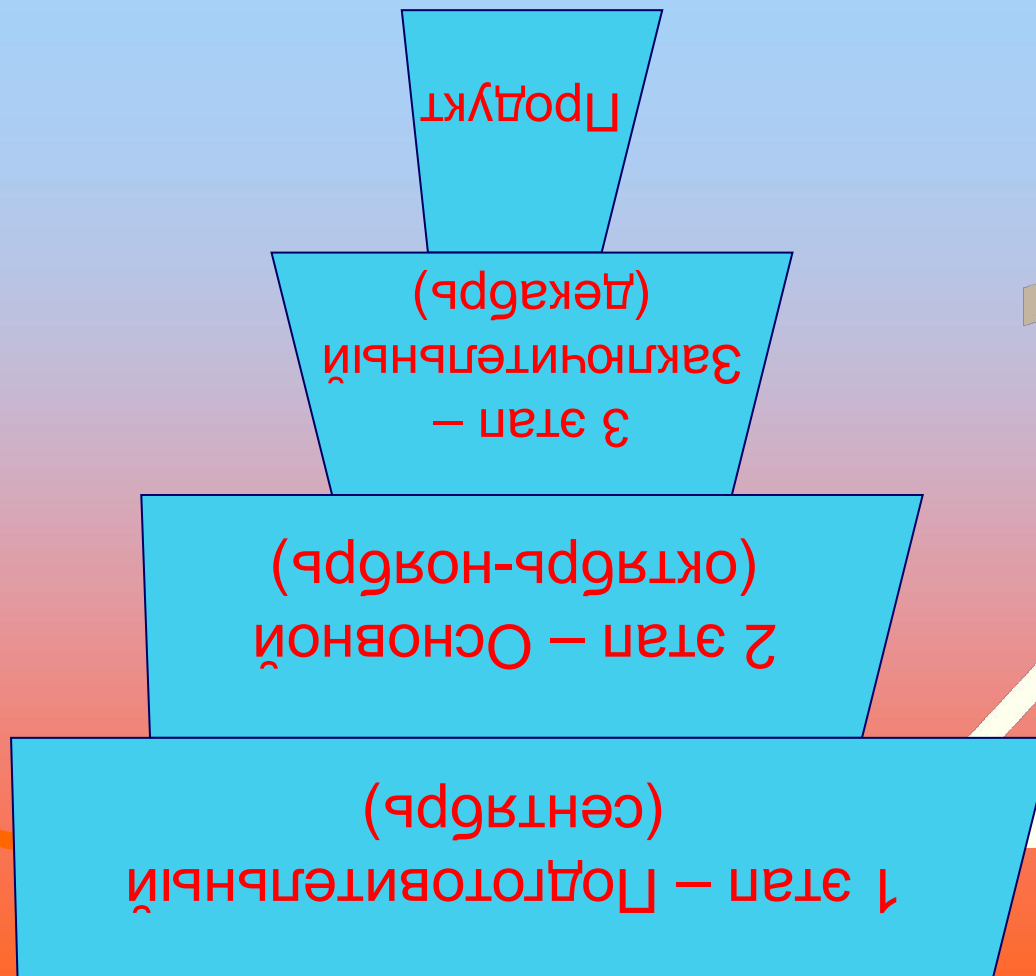 1 этап – Подготовительный
(сентябрь)
2 этап – Основной
(октябрь-ноябрь)
3 этап –
Заключительный
(декабрь)
Продукт